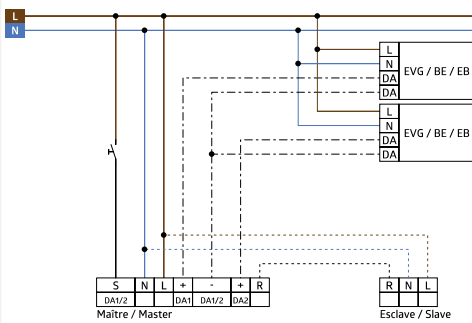 L
N
L
N
DA
DA
EVG / BE / EB
L
N
DA
DA
EVG / BE / EB
S N L + - + R
DA1/2 DA1 DA1/2 DA2
Maître / Master
R N L
Esclave / Slave